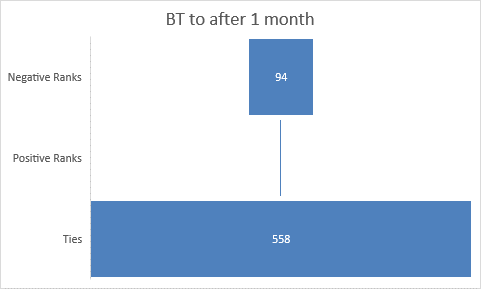 BT to after 1 month
Negative Ranks
94
Positive Ranks
Ties
558